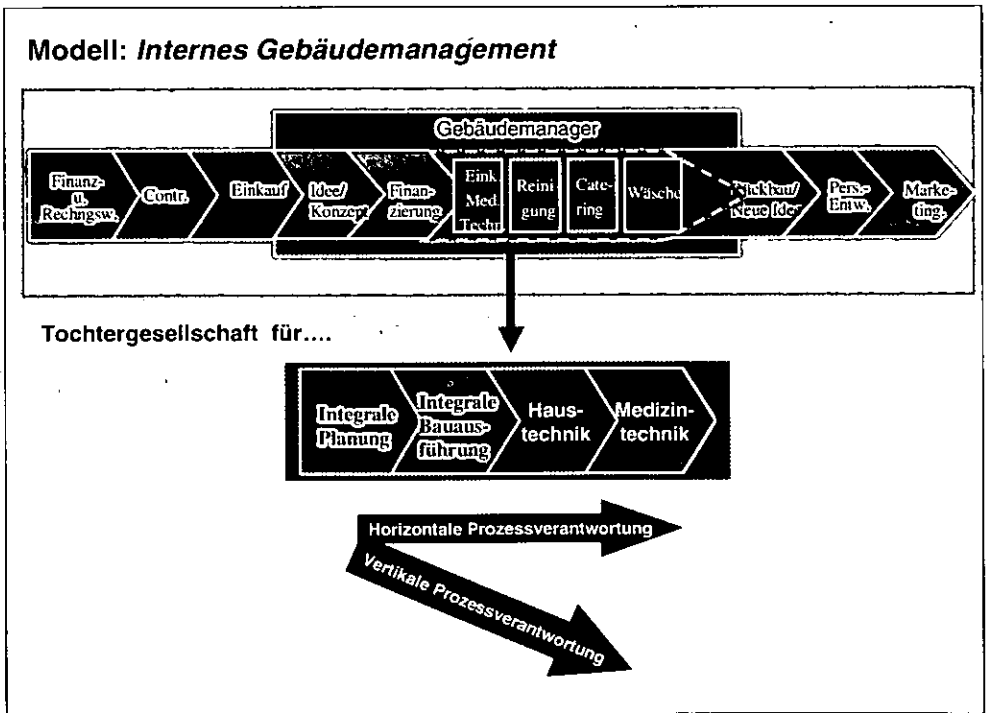 Modell: Internes Gebäudemanagement
Gebäudemanager
Finanz-
u.
Rechngsw.
Contr.
Einkauf
Idee/
Konzept
Finan-
zierung
Eink.
Med.
Techn
Reini-
gung
Cate-
ring
Wäsche
Rückbau/
Neue Idee
Pers.-
Entw.
Marke-
ting.
Tochtergesellschaft für....
Integrale
Planung
Integrale
Bauaus-
führung
Haus-
technik
Medizin-
technik
Horizontale Prozessverantwortung
Vertikale Prozessverantwortung